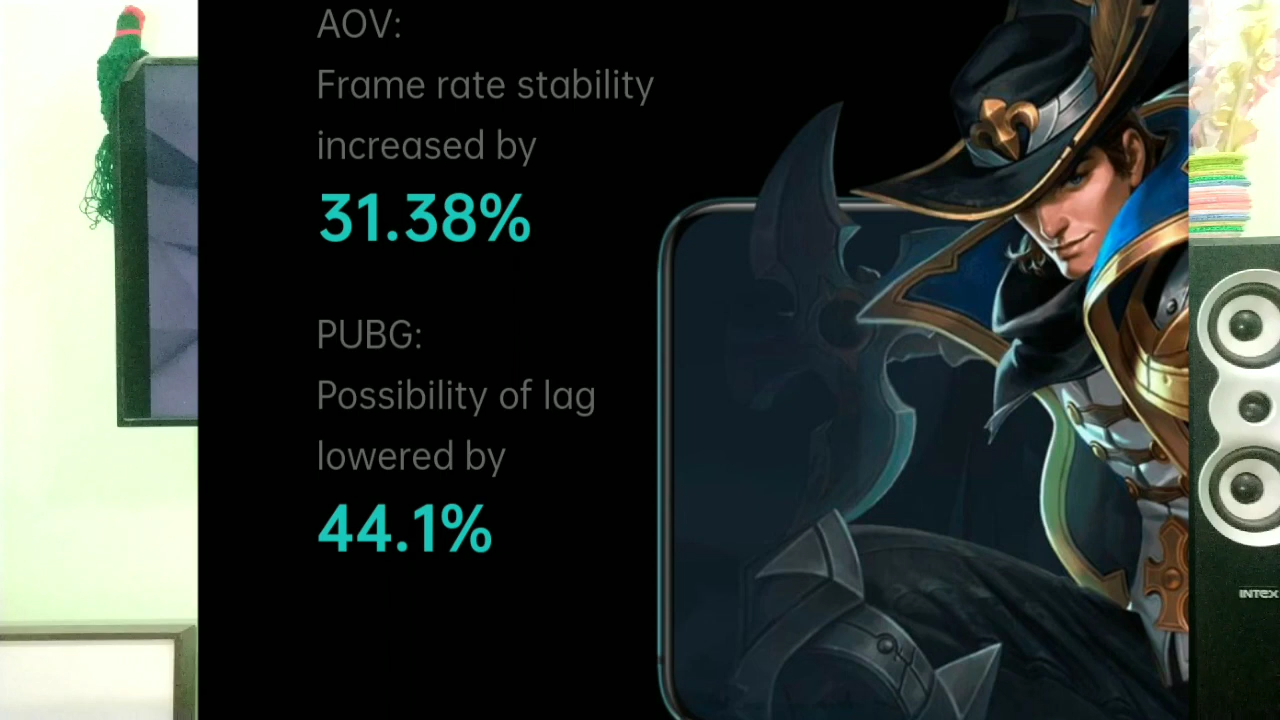 AOV:
Frame rate stability
increased by
31.38%
PUBG:
Possibility of lag
lowered by
44.1%
INTEX